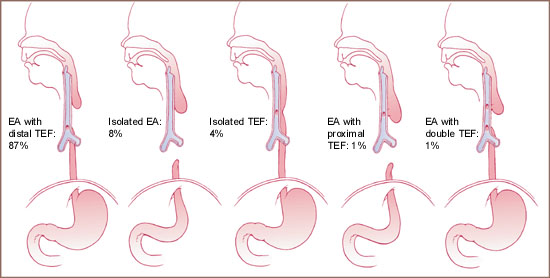 EA with
distal TEF:
87%
Isolated EA:
8%
Isolated TEF:
4%
EA with
proximal
TEF: 1%
EA with
double TEF:
1%